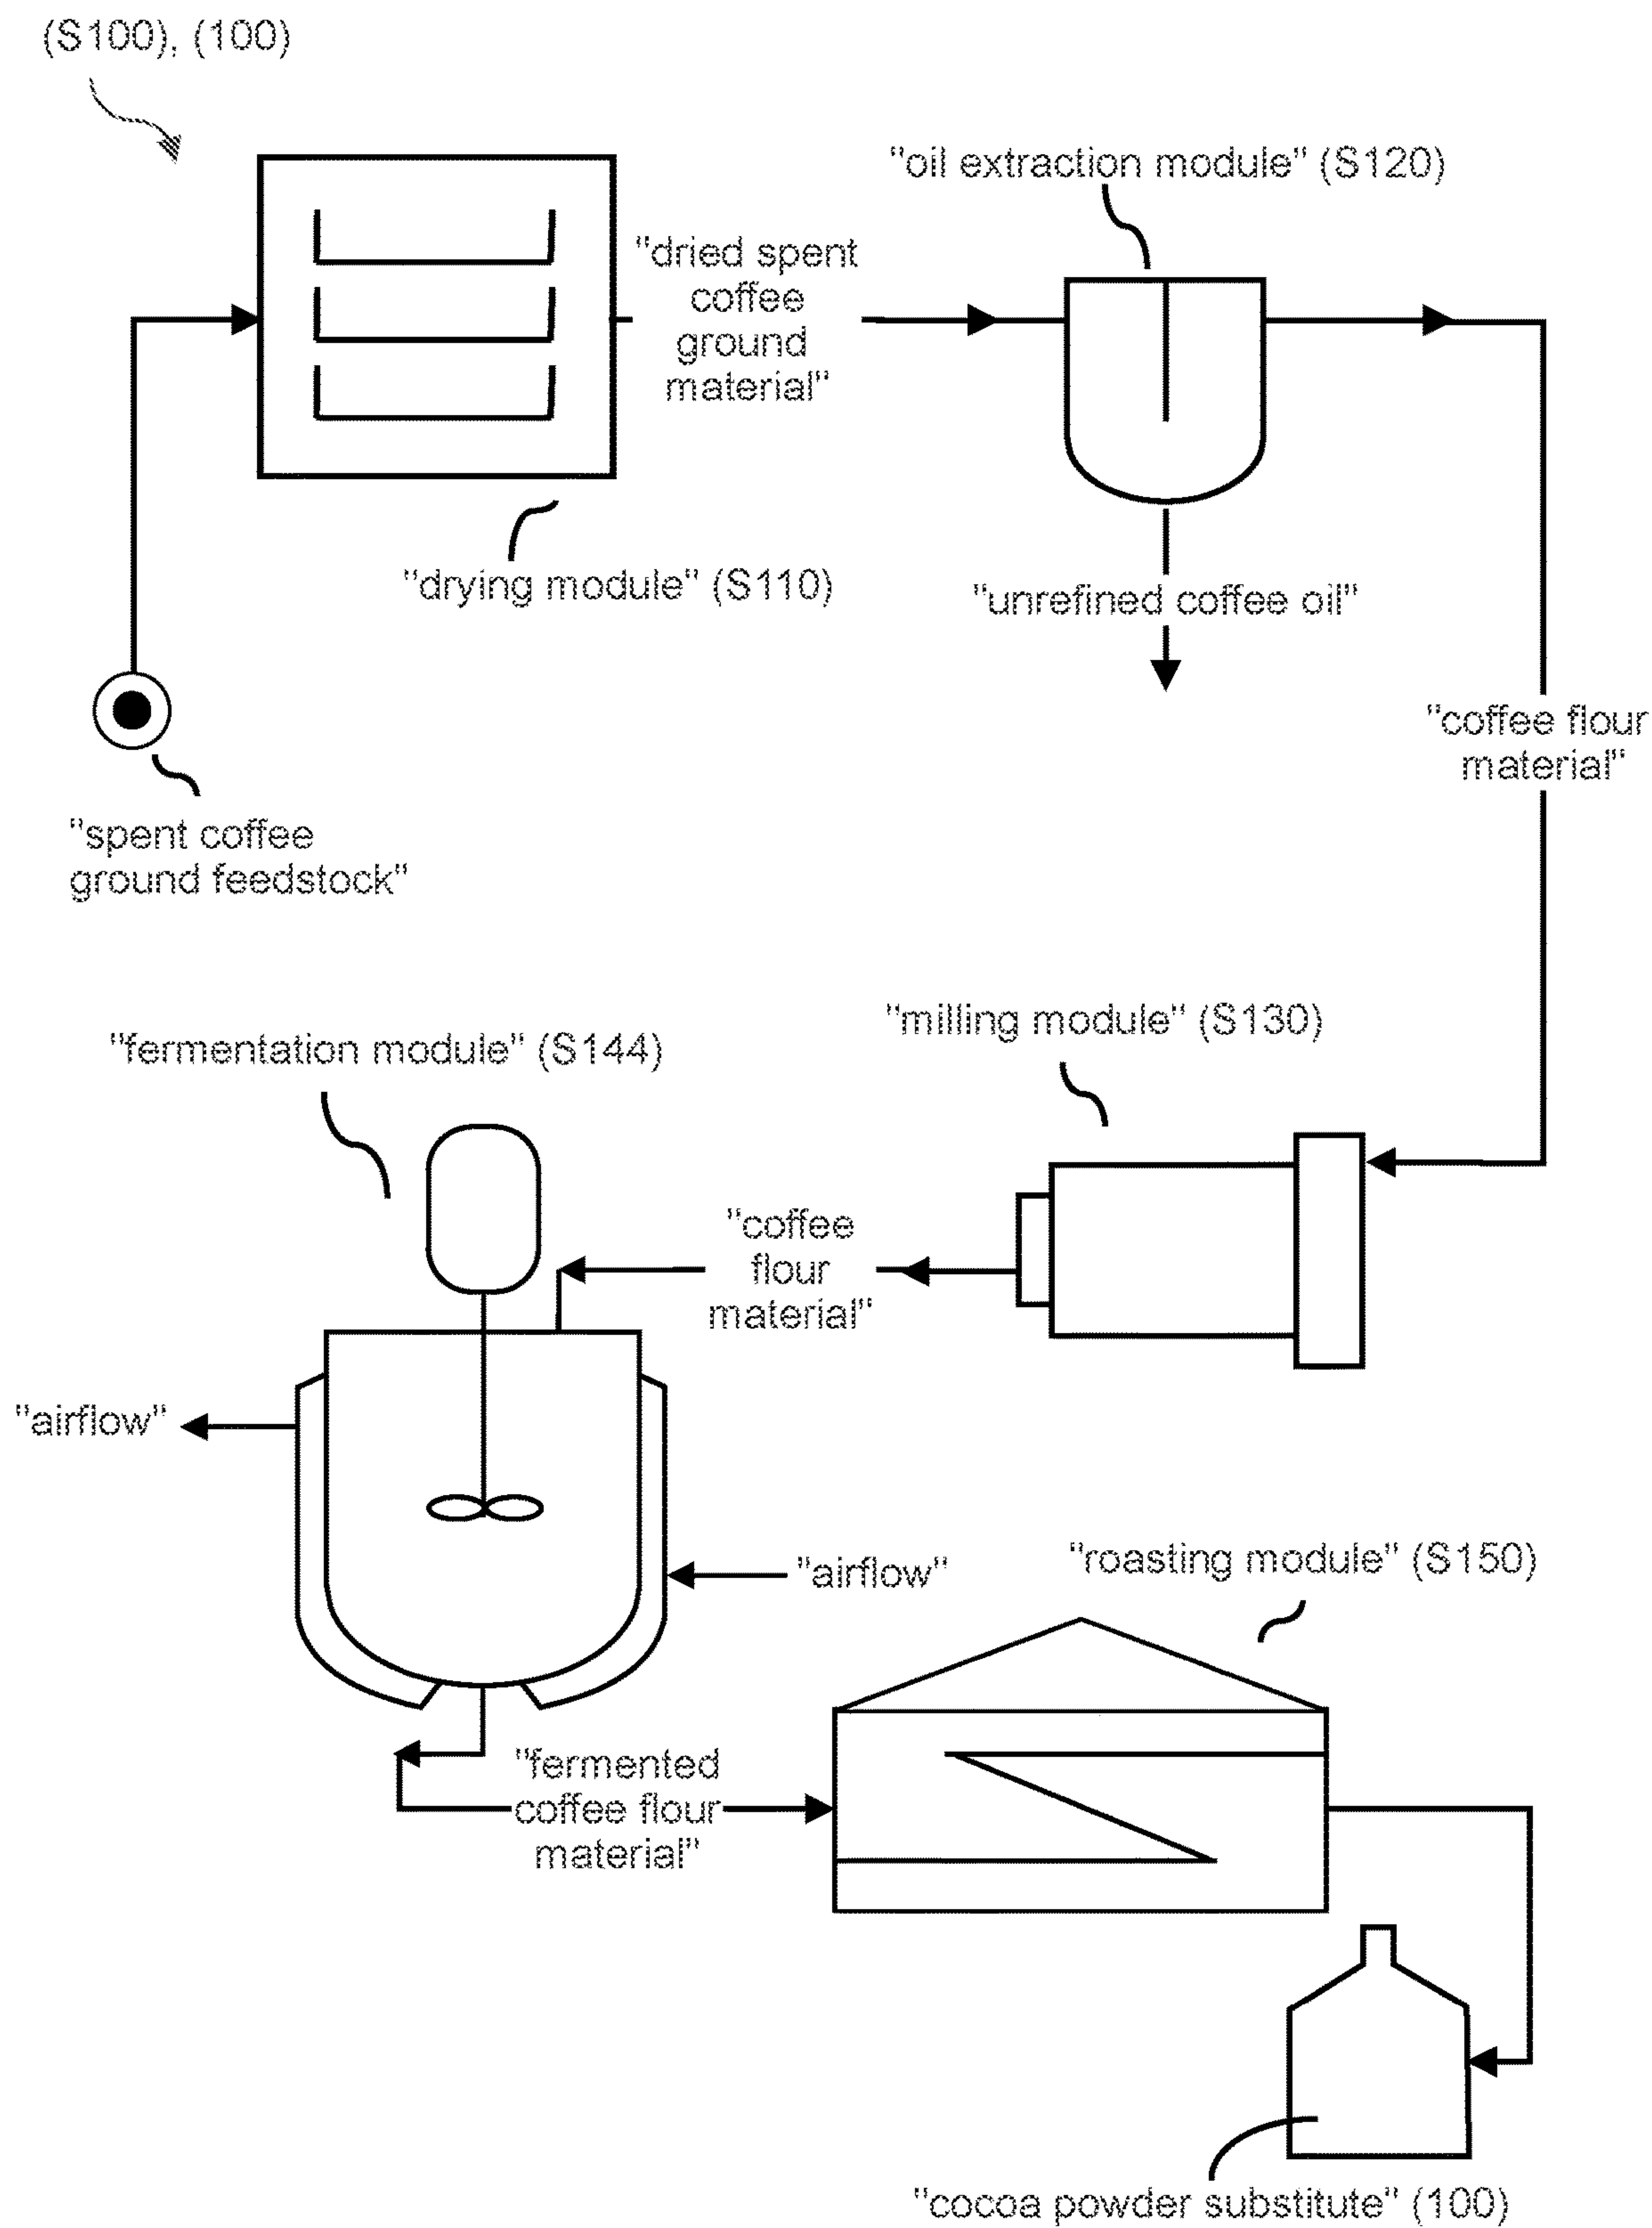 (S100), (100)
"oil extraction module" (S120)
"dried spent
coffee
ground
material"
"drying module" (S110)
"unrefined coffee oil"
"coffee flour
material"
"spent coffee
ground feedstock"
"milling module" (S130)
"fermentation module" (S144)
"coffee
flour
material"
"airflow"
"airflow"
"roasting module" (S150)
"fermented
coffee flour
material"
"cocoa powder substitute" (100)